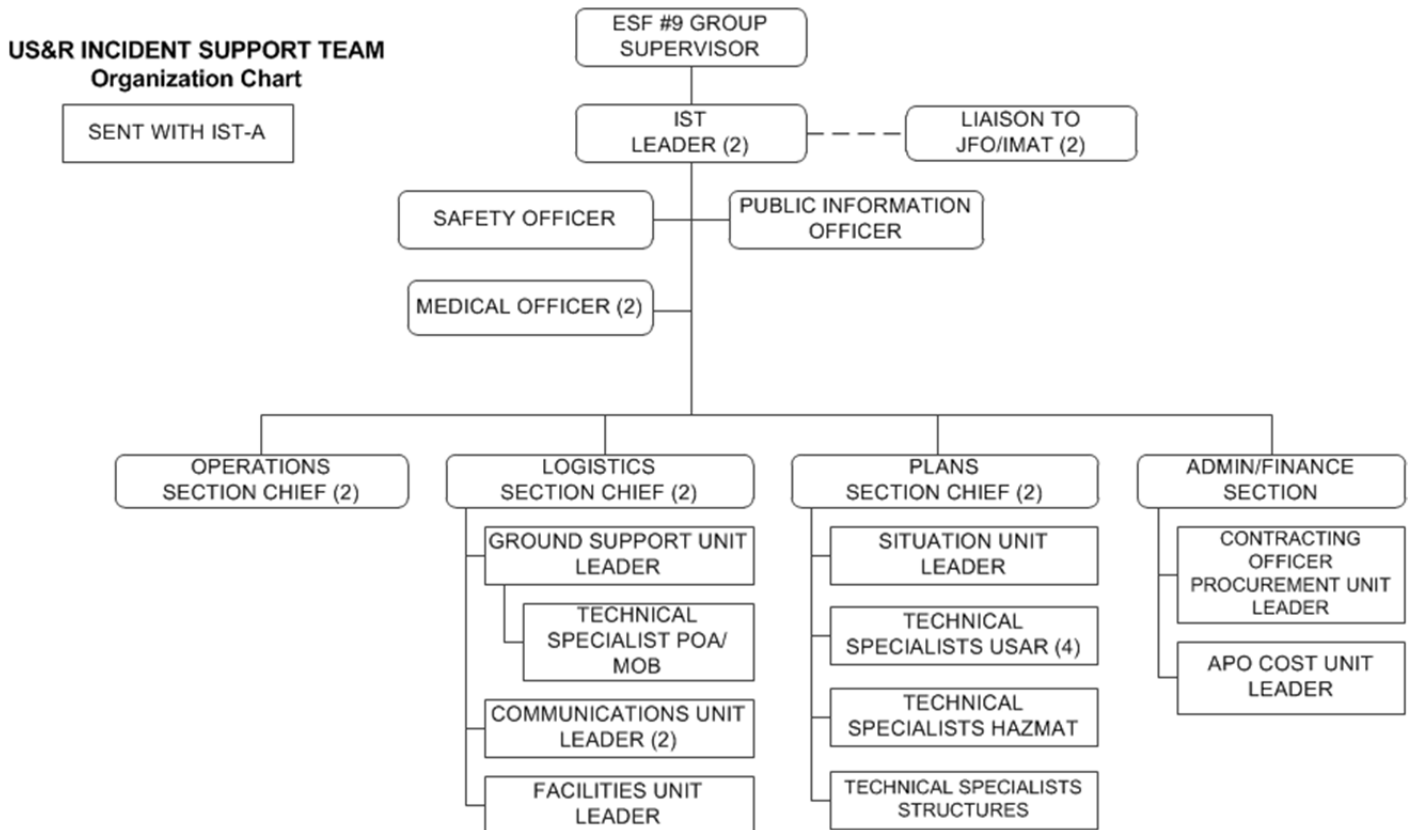 US&R INCIDENT SUPPORT TEAM
Organization Chart
SENT WITH IST-A
ESF #9 GROUP
SUPERVISOR
IST
LEADER (2)
LIAISON TO
JFO/IMAT (2)
SAFETY OFFICER
PUBLIC INFORMATION
OFFICER
MEDICAL OFFICER (2)
OPERATIONS
SECTION CHIEF (2)
LOGISTICS
SECTION CHIEF (2)
GROUND SUPPORT UNIT
LEADER
TECHNICAL
SPECIALIST POA/
MOB
COMMUNICATIONS UNIT
LEADER (2)
FACILITIES UNIT
LEADER
PLANS
SECTION CHIEF (2)
SITUATION UNIT
LEADER
TECHNICAL
SPECIALISTS USAR (4)
TECHNICAL
SPECIALISTS HAZMAT
TECHNICAL SPECIALISTS
STRUCTURES
ADMIN/FINANCE
SECTION
CONTRACTING
OFFICER
PROCUREMENT UNIT
LEADER
APO COST UNIT
LEADER